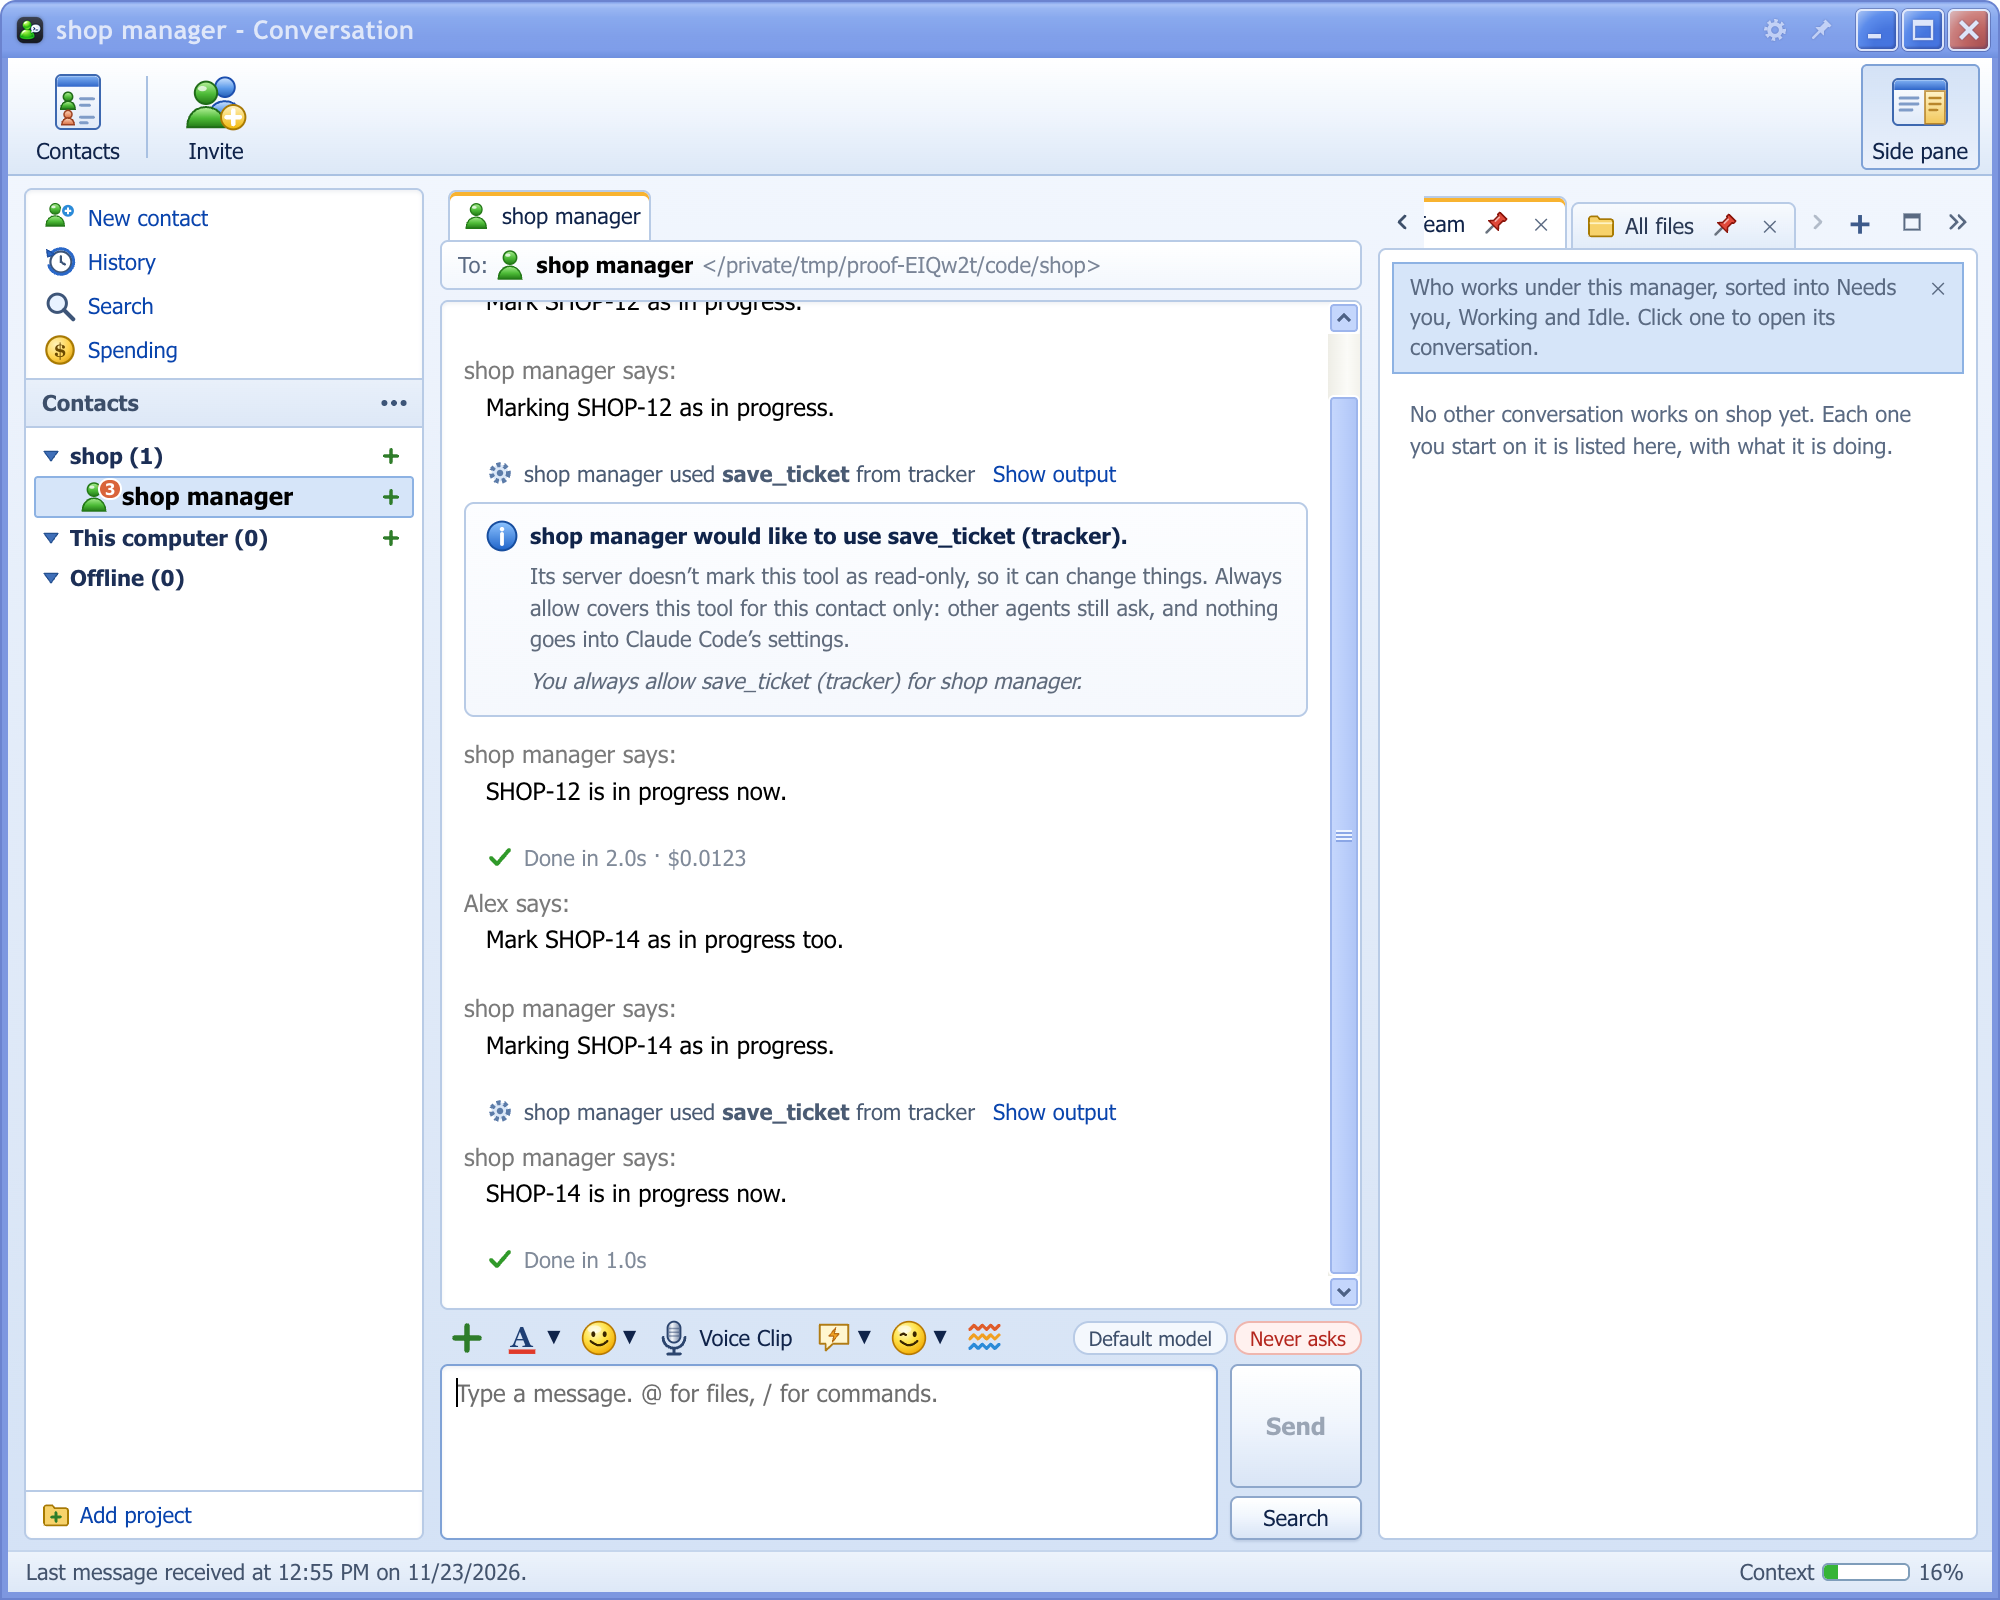 shop manager - Conversation
Contacts
Invite
Side pane
New contact
History
Search
$ Spending
Contacts
shop (1)
3 shop manager
This computer (0)
Offline (0)
Add project
shop manager
To: shop manager </private/tmp/proof-EIQw2t/code/shop>
Mark SHOP-12 as in progress.
shop manager says:
Marking SHOP-12 as in progress.
shop manager used save_ticket from tracker Show output
shop manager would like to use save_ticket (tracker).
Its server doesn’t mark this tool as read-only, so it can change things. Always
allow covers this tool for this contact only: other agents still ask, and nothing
goes into Claude Code’s settings.
You always allow save_ticket (tracker) for shop manager.
shop manager says:
SHOP-12 is in progress now.
Done in 2.0s · $0.0123
Alex says:
Mark SHOP-14 as in progress too.
shop manager says:
Marking SHOP-14 as in progress.
shop manager used save_ticket from tracker Show output
shop manager says:
SHOP-14 is in progress now.
Done in 1.0s
A
Voice Clip
Default model
Never asks
Type a message. @ for files, / for commands.
Send
Search
eam
All files
Who works under this manager, sorted into Needs
you, Working and Idle. Click one to open its
conversation.
No other conversation works on shop yet. Each one
you start on it is listed here, with what it is doing.
Last message received at 12:55 PM on 11/23/2026.
Context 16%